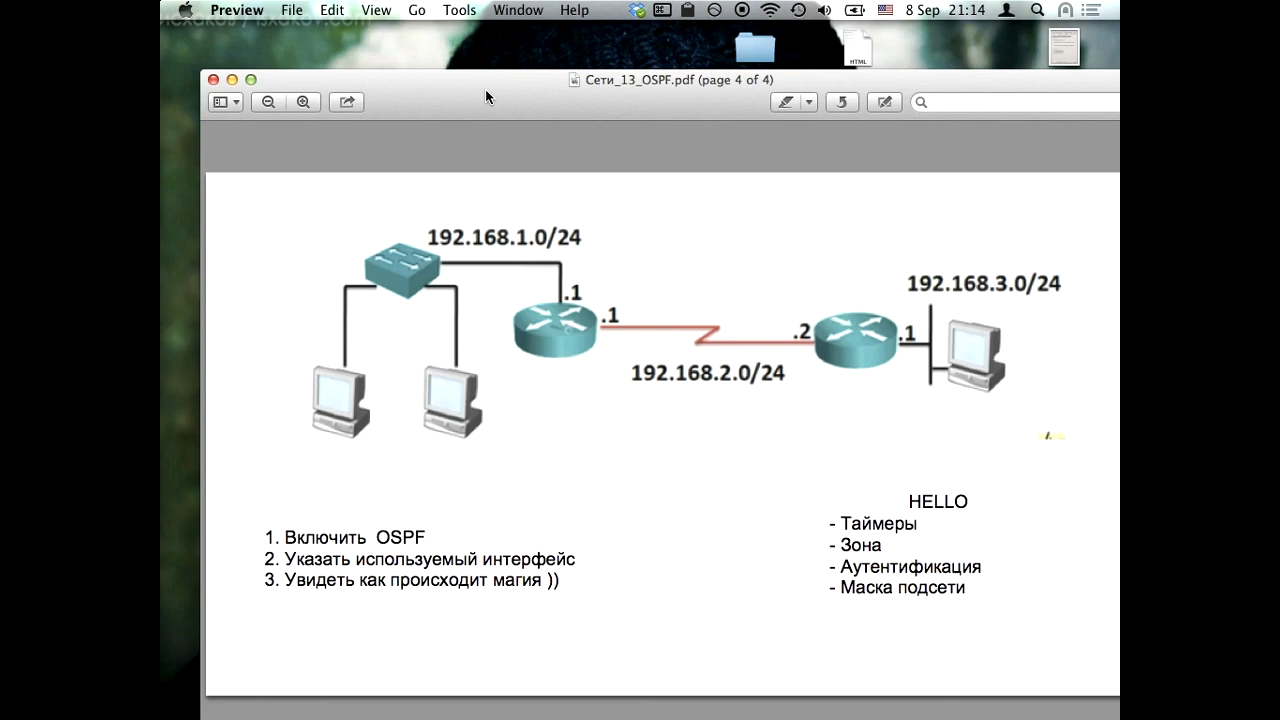 Preview File Edit View Go Tools Window Help 8 Sep 21:14
HTML
Сети_13_OSPF.pdf (page 4 of 4)
192.168.1.0/24
192.168.3.0/24
.1
.1
.2
.1
192.168.2.0/24
HELLO
- Таймеры
- Зона
- Аутентификация
- Маска подсети
1. Включить OSPF
2. Указать используемый интерфейс
3. Увидеть как происходит магия ))